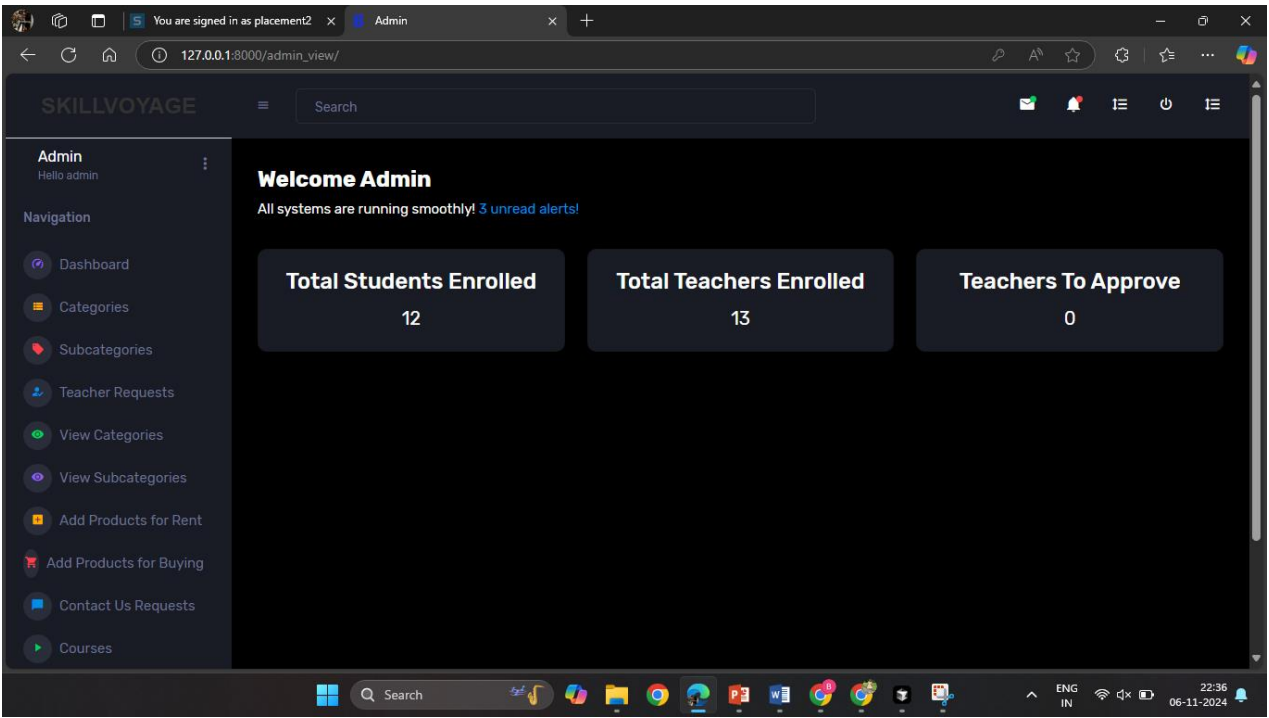 You are signed in as placement2
Admin
127.0.0.1:8000/admin_view/
SKILLVOYAGE
Search
Admin
Hello admin
Navigation
Dashboard
Categories
Subcategories
Teacher Requests
View Categories
View Subcategories
Add Products for Rent
Add Products for Buying
Contact Us Requests
Courses
Welcome Admin
All systems are running smoothly! 3 unread alerts!
Total Students Enrolled
12
Total Teachers Enrolled
13
Teachers To Approve
0
Search
ENG
IN
22:36
06-11-2024